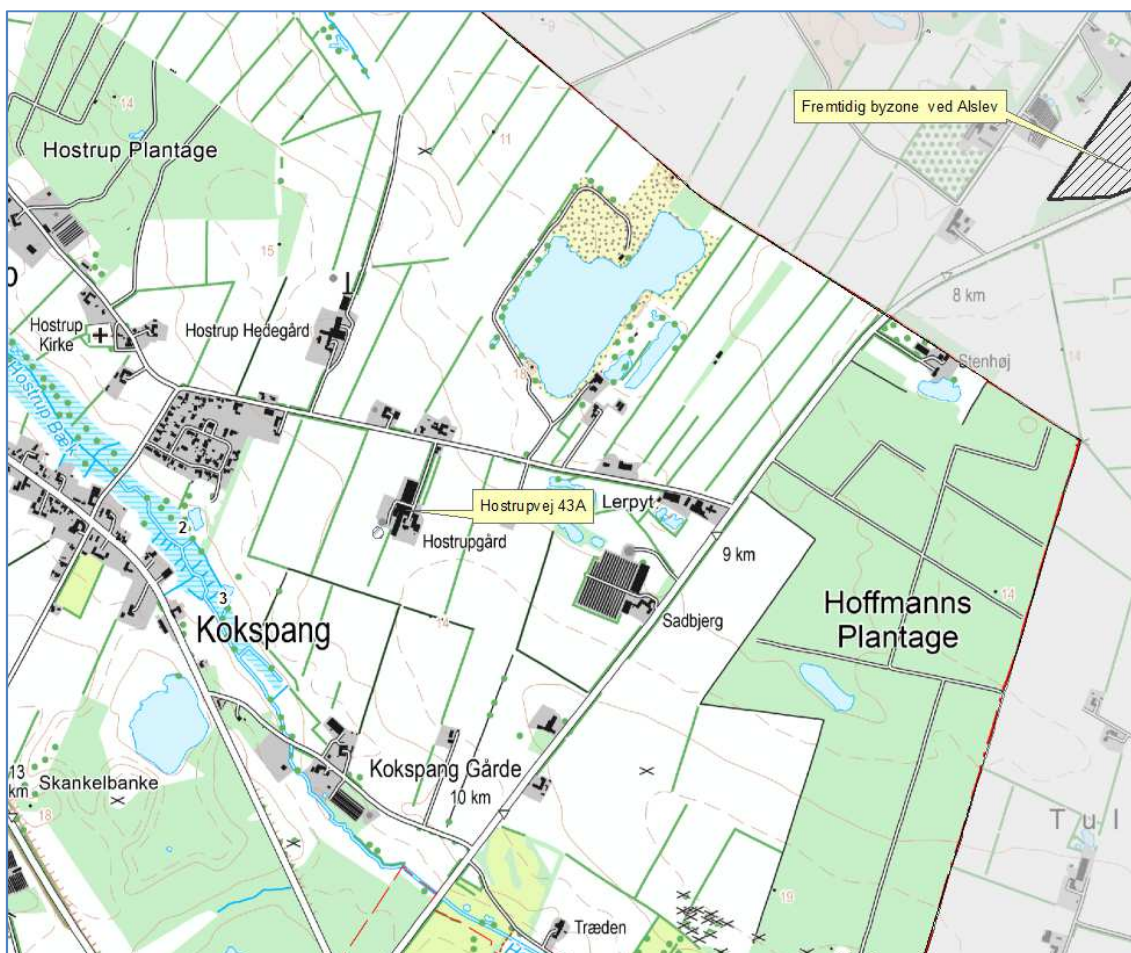 9
14
Hostrup Plantage
11
Fremtidig byzone ved Alslev
15
8 km
Hostrup
Kirke
Hostrup Hedegård
Stenhøj
14
Hostrup Bæk
Hostrupvej 43A
Lerpyt
2
Hostrupgård
9 km
3
Kokspang
14
Sadbjerg
14
Hoffmanns
Plantage
Kokspang Gårde
13
km
Skankelbanke
10 km
18
Tul
19
Træden